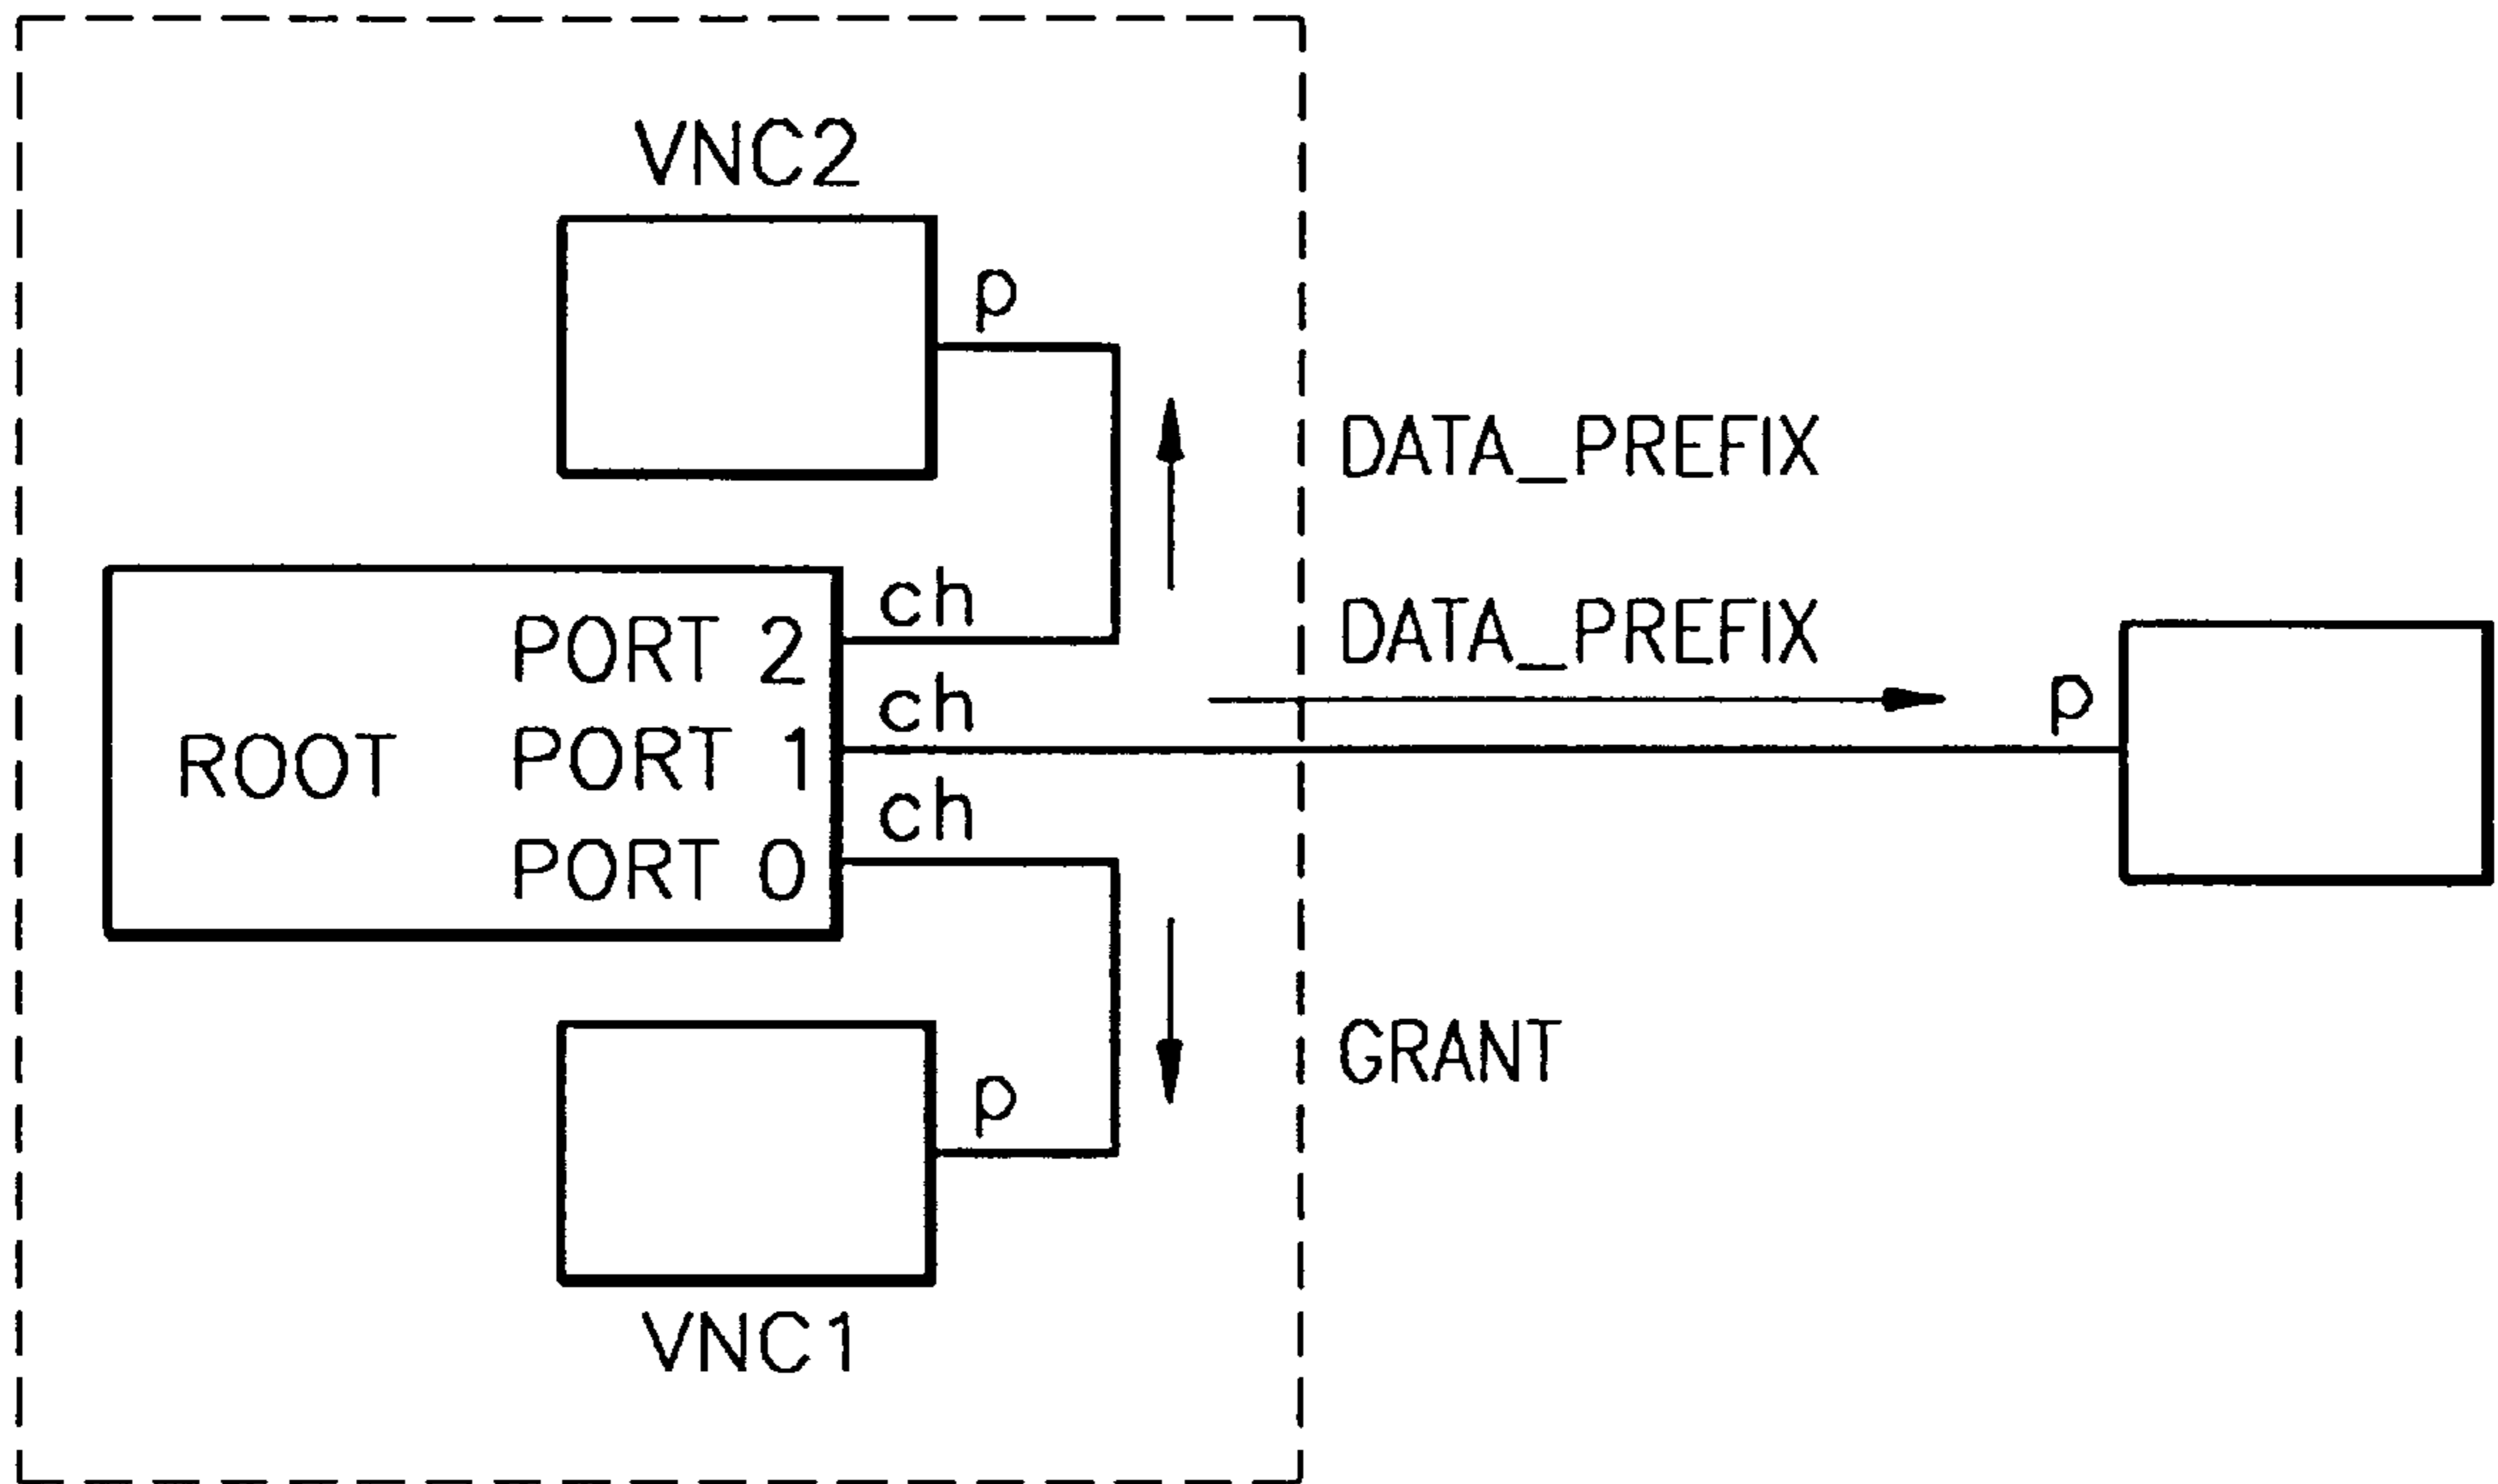 VNC2
p
DATA_PREFIX
ch
PORT 2
DATA_PREFIX
ch
p
ROOT
PORT 1
ch
PORT 0
GRANT
p
VNC1